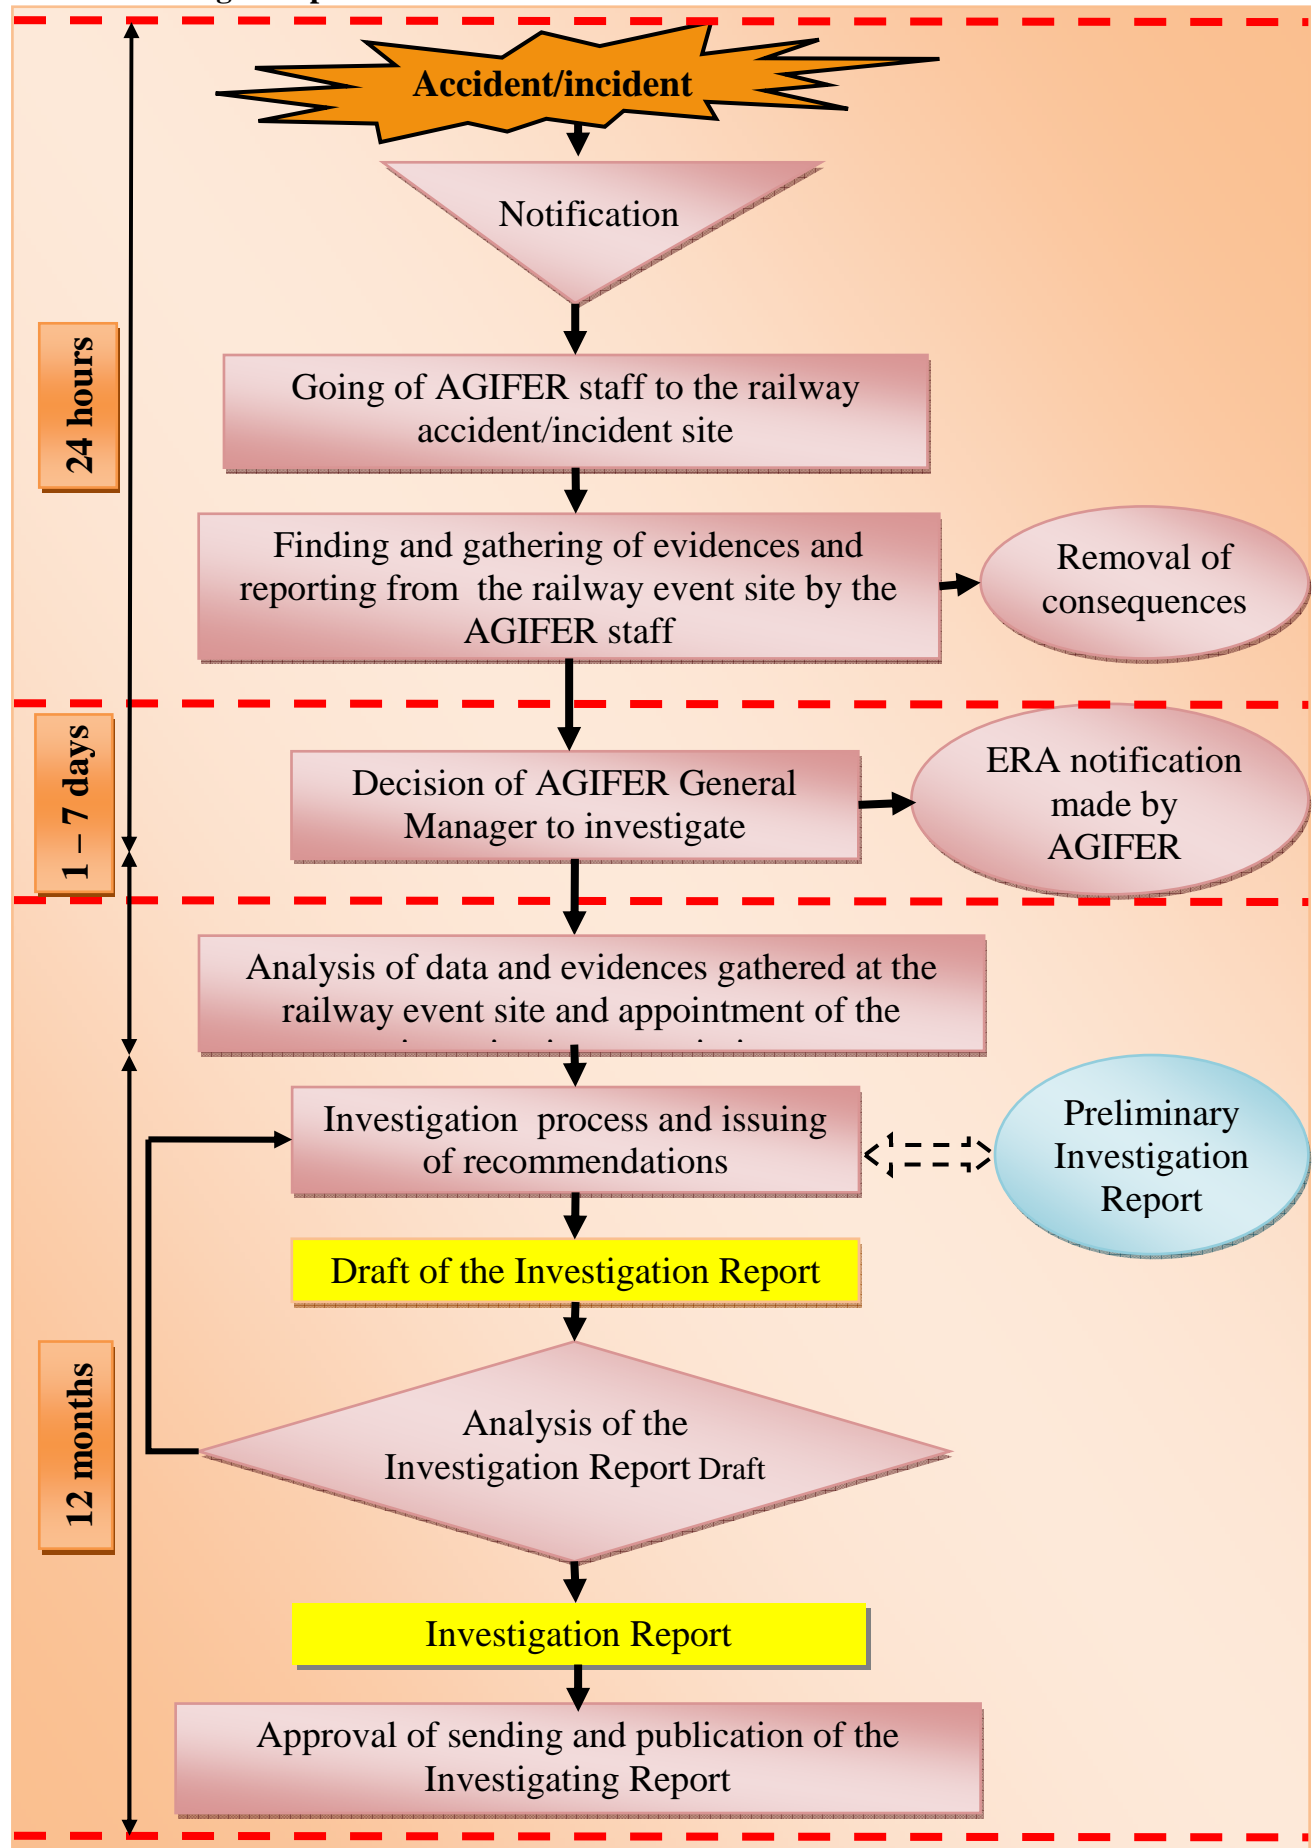 Accident/incident
Notification
24 hours
Going of AGIFER staff to the railway
accident/incident site
Finding and gathering of evidences and
reporting from the railway event site by the
AGIFER staff
Removal of
consequences
1 – 7 days
Decision of AGIFER General
Manager to investigate
ERA notification
made by
AGIFER
Analysis of data and evidences gathered at the
railway event site and appointment of the
Investigation process and issuing
of recommendations
Preliminary
Investigation
Report
Draft of the Investigation Report
12 months
Analysis of the
Investigation Report Draft
Investigation Report
Approval of sending and publication of the
Investigating Report